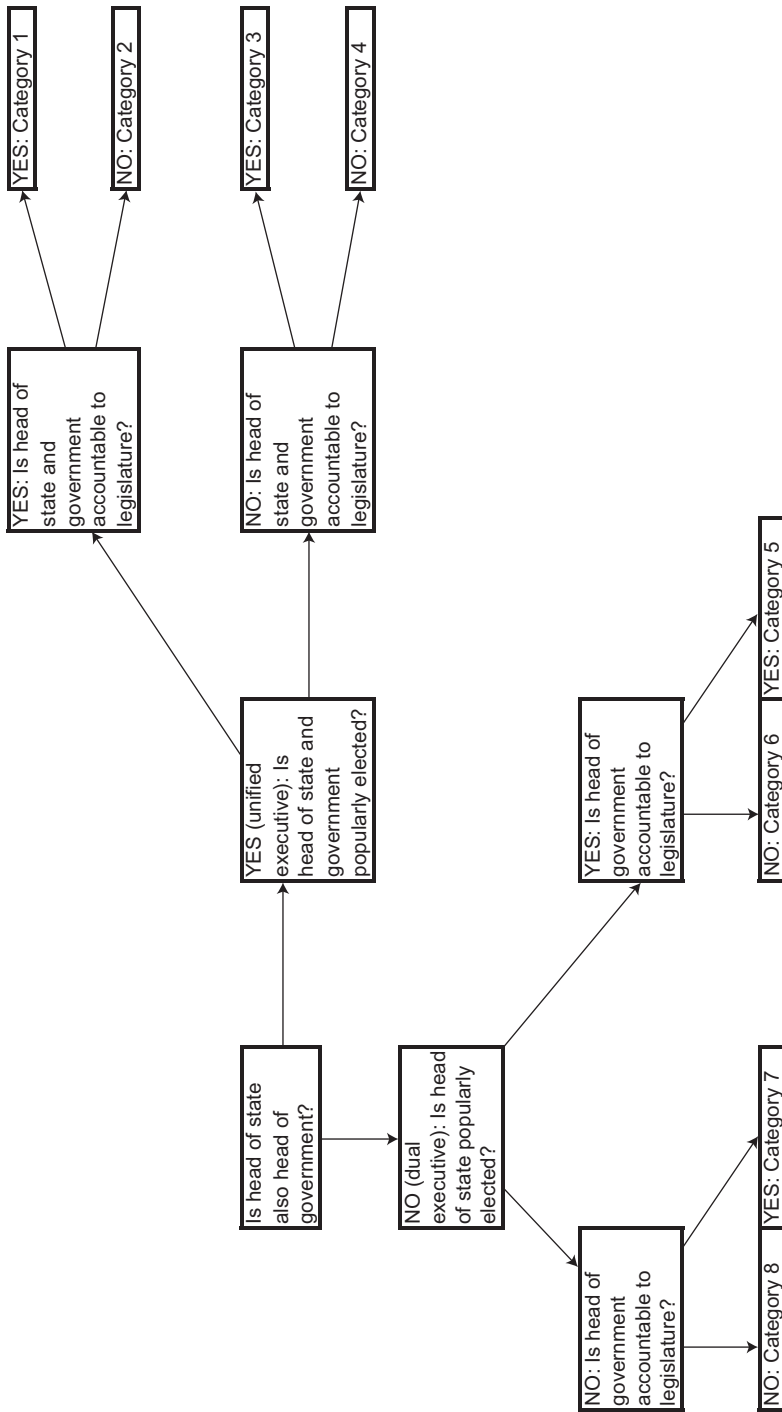 Is head of state
also head of
government?
YES (unified
executive): Is
head of state and
government
popularly elected?
YES: Is head of
state and
government
accountable to
legislature?
YES: Category 1
NO: Category 2
NO: Is head of
state and
government
accountable to
legislature?
YES: Category 3
NO: Category 4
NO (dual
executive): Is head
of state popularly
elected?
YES: Is head of
government
accountable to
legislature?
YES: Category 5
NO: Category 6
NO: Is head of
government
accountable to
legislature?
YES: Category 7
NO: Category 8